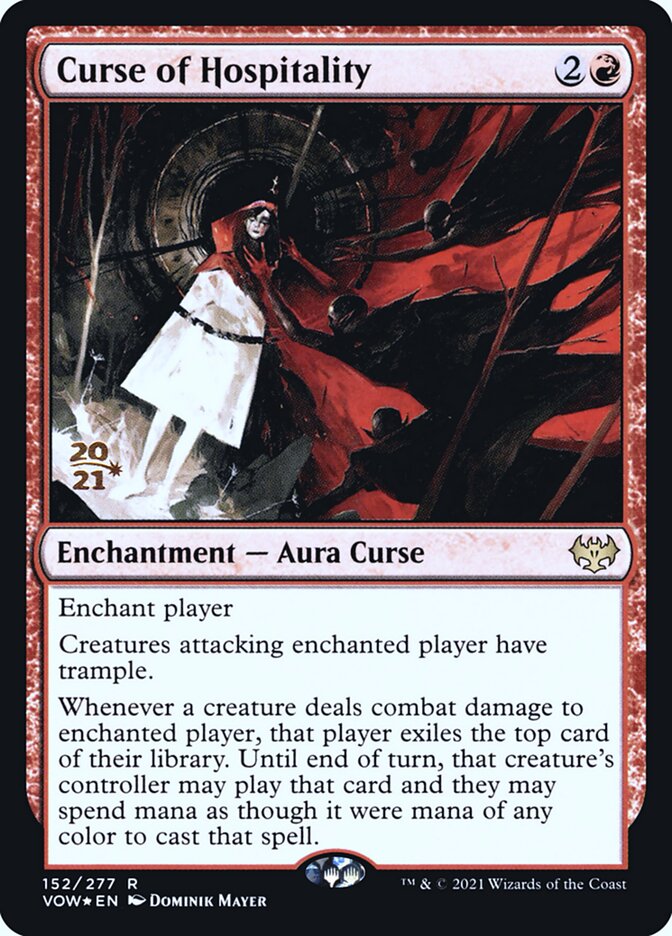 Curse of Hospitality 2
20
21
Enchantment — Aura Curse
Enchant player
Creatures attacking enchanted player have
trample.
Whenever a creature deals combat damage to
enchanted player, that player exiles the top card
of their library. Until end of turn, that creature's
controller may play that card and they may
spend mana as though it were mana of any
color to cast that spell.
152/277 R
VOW★EN Dominik Mayer
™ & © 2021 Wizards of the Coast